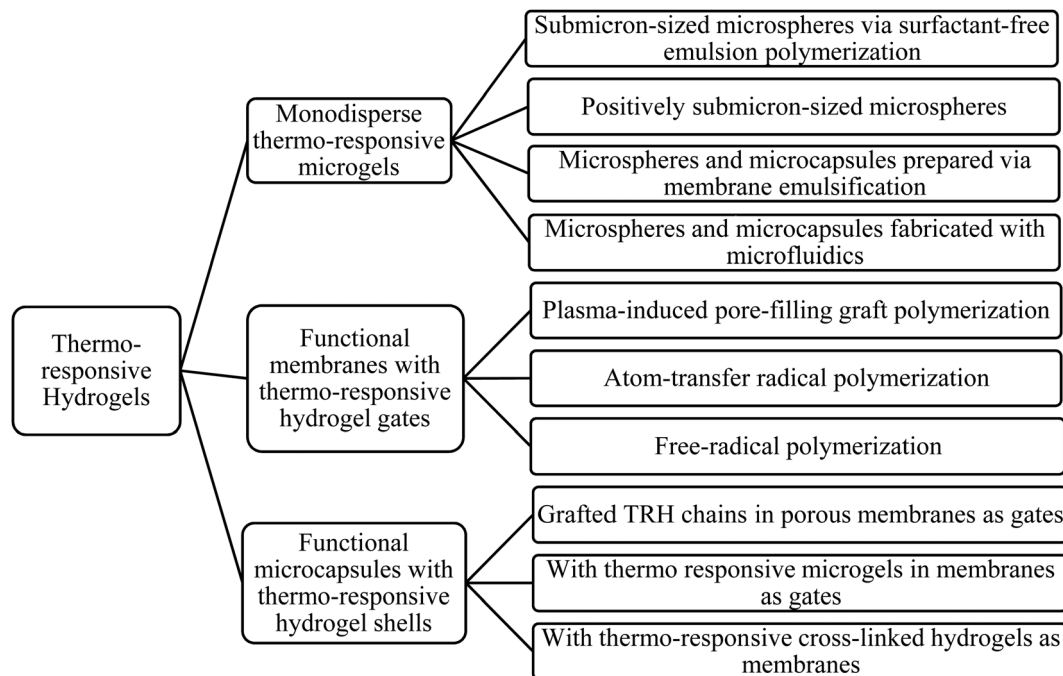 Thermo-
responsive
Hydrogels
Monodisperse
thermo-responsive
microgels
Submicron-sized microspheres via surfactant-free
emulsion polymerization
Positively submicron-sized microspheres
Microspheres and microcapsules prepared via
membrane emulsification
Microspheres and microcapsules fabricated with
microfluidics
Functional
membranes with
thermo-responsive
hydrogel gates
Plasma-induced pore-filling graft polymerization
Atom-transfer radical polymerization
Free-radical polymerization
Functional
microcapsules with
thermo-responsive
hydrogel shells
Grafted TRH chains in porous membranes as gates
With thermo responsive microgels in membranes
as gates
With thermo-responsive cross-linked hydrogels as
membranes